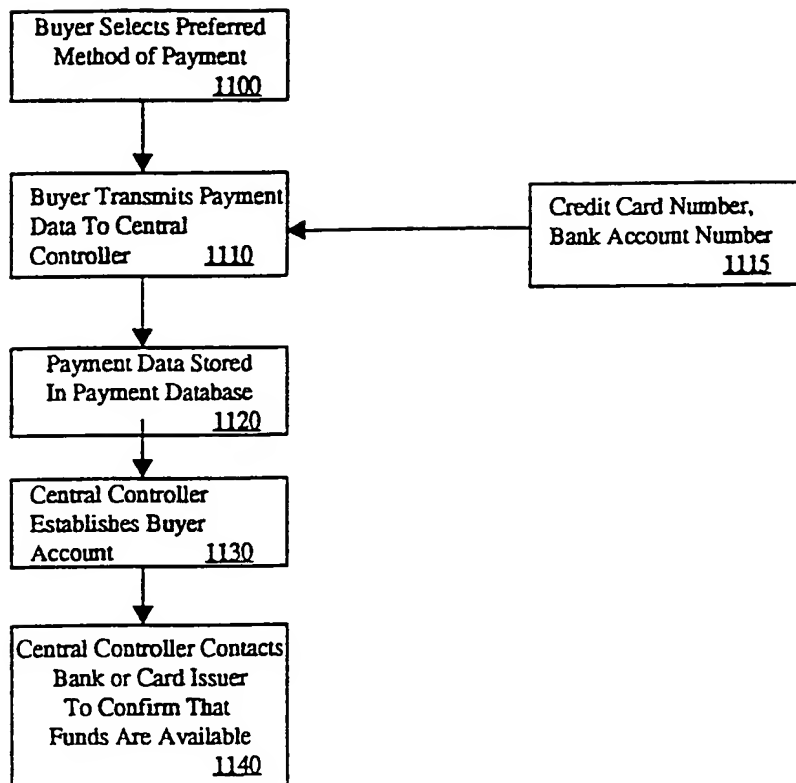 Buyer Selects Preferred
Method of Payment
1100
Buyer Transmits Payment
Data To Central
Controller 1110
Credit Card Number,
Bank Account Number
1115
Payment Data Stored
In Payment Database
1120
Central Controller
Establishes Buyer
Account 1130
Central Controller Contacts
Bank or Card Issuer
To Confirm That
Funds Are Available
1140